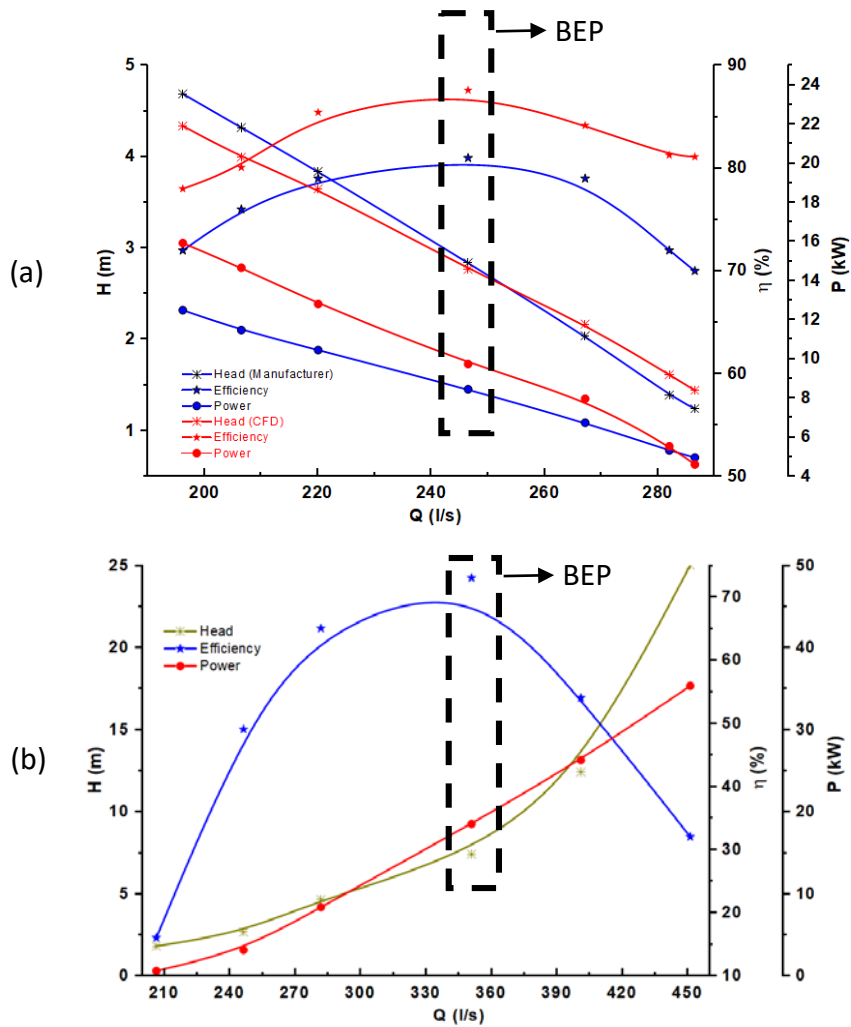 BEP
(a)
5
4
3
2
1
H (m)
90
80
70
60
50
η (%)
24
22
20
18
16
14
12
10
8
6
4
P (kW)
Head (Manufacturer)
Efficiency
Power
Head (CFD)
Efficiency
Power
200 220 240 260 280
Q (l/s)
BEP
(b)
25
20
15
10
5
0
H (m)
70
60
50
40
30
20
10
η (%)
50
40
30
20
10
0
P (kW)
Head
Efficiency
Power
210 240 270 300 330 360 390 420 450
Q (l/s)